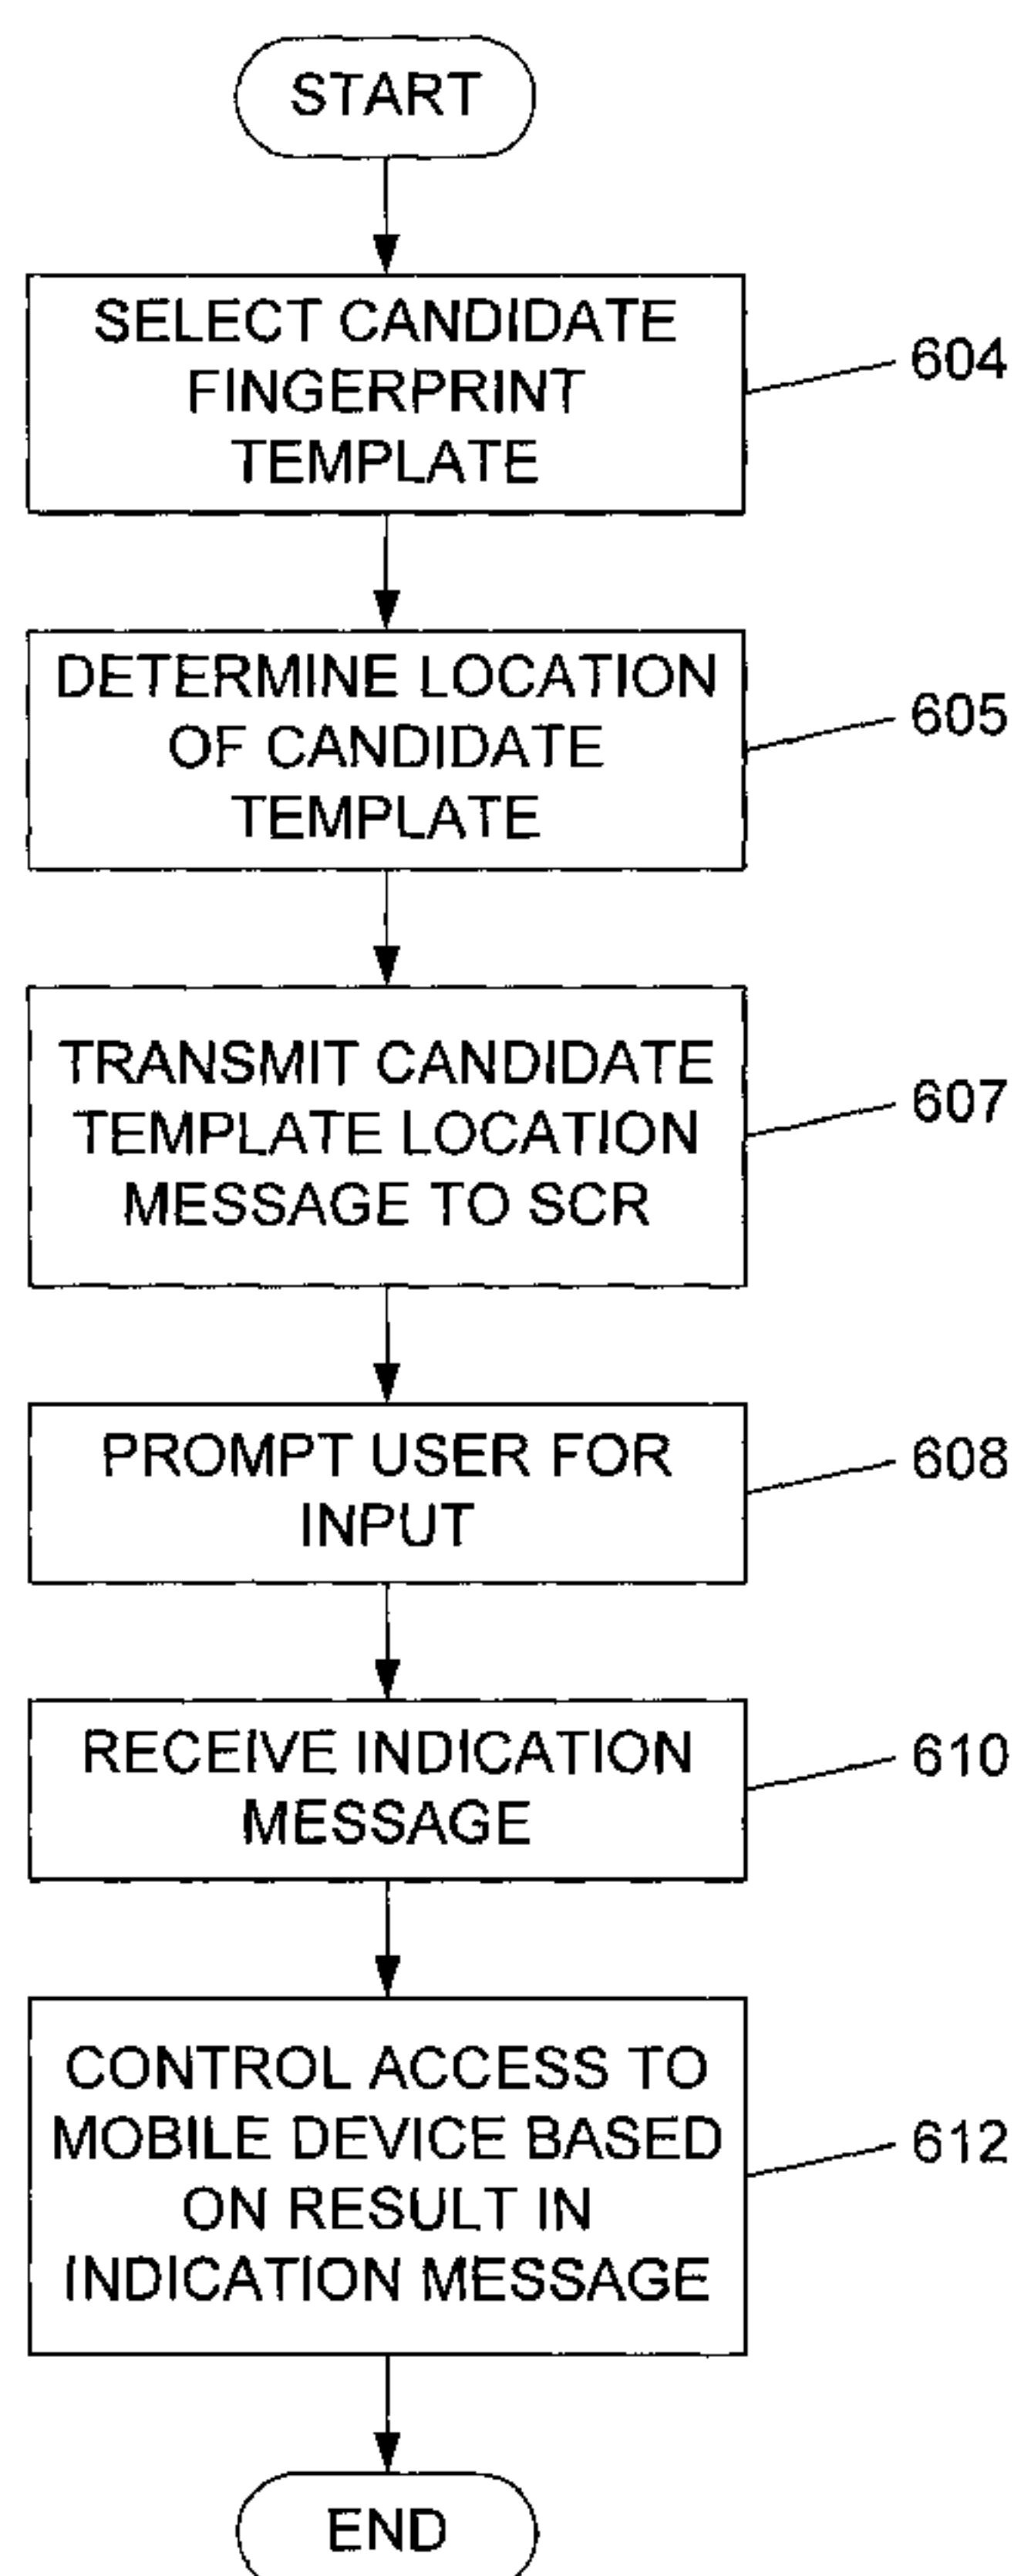 START
SELECT CANDIDATE
FINGERPRINT
TEMPLATE
604
DETERMINE LOCATION
OF CANDIDATE
TEMPLATE
605
TRANSMIT CANDIDATE
TEMPLATE LOCATION
MESSAGE TO SCR
607
PROMPT USER FOR
INPUT
608
RECEIVE INDICATION
MESSAGE
610
CONTROL ACCESS TO
MOBILE DEVICE BASED
ON RESULT IN
INDICATION MESSAGE
612
END